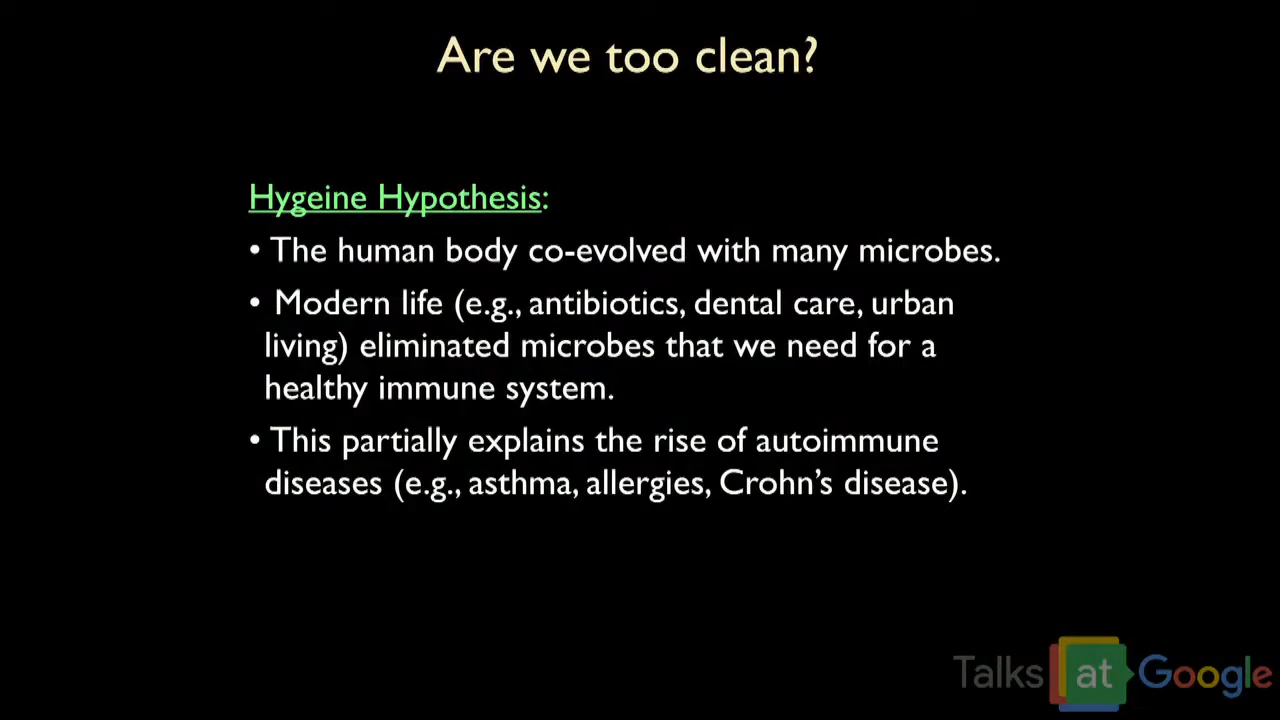 Are we too clean?
Hygeine Hypothesis:
• The human body co-evolved with many microbes.
• Modern life (e.g., antibiotics, dental care, urban
living) eliminated microbes that we need for a
healthy immune system.
• This partially explains the rise of autoimmune
diseases (e.g., asthma, allergies, Crohn's disease).
Talks at Google